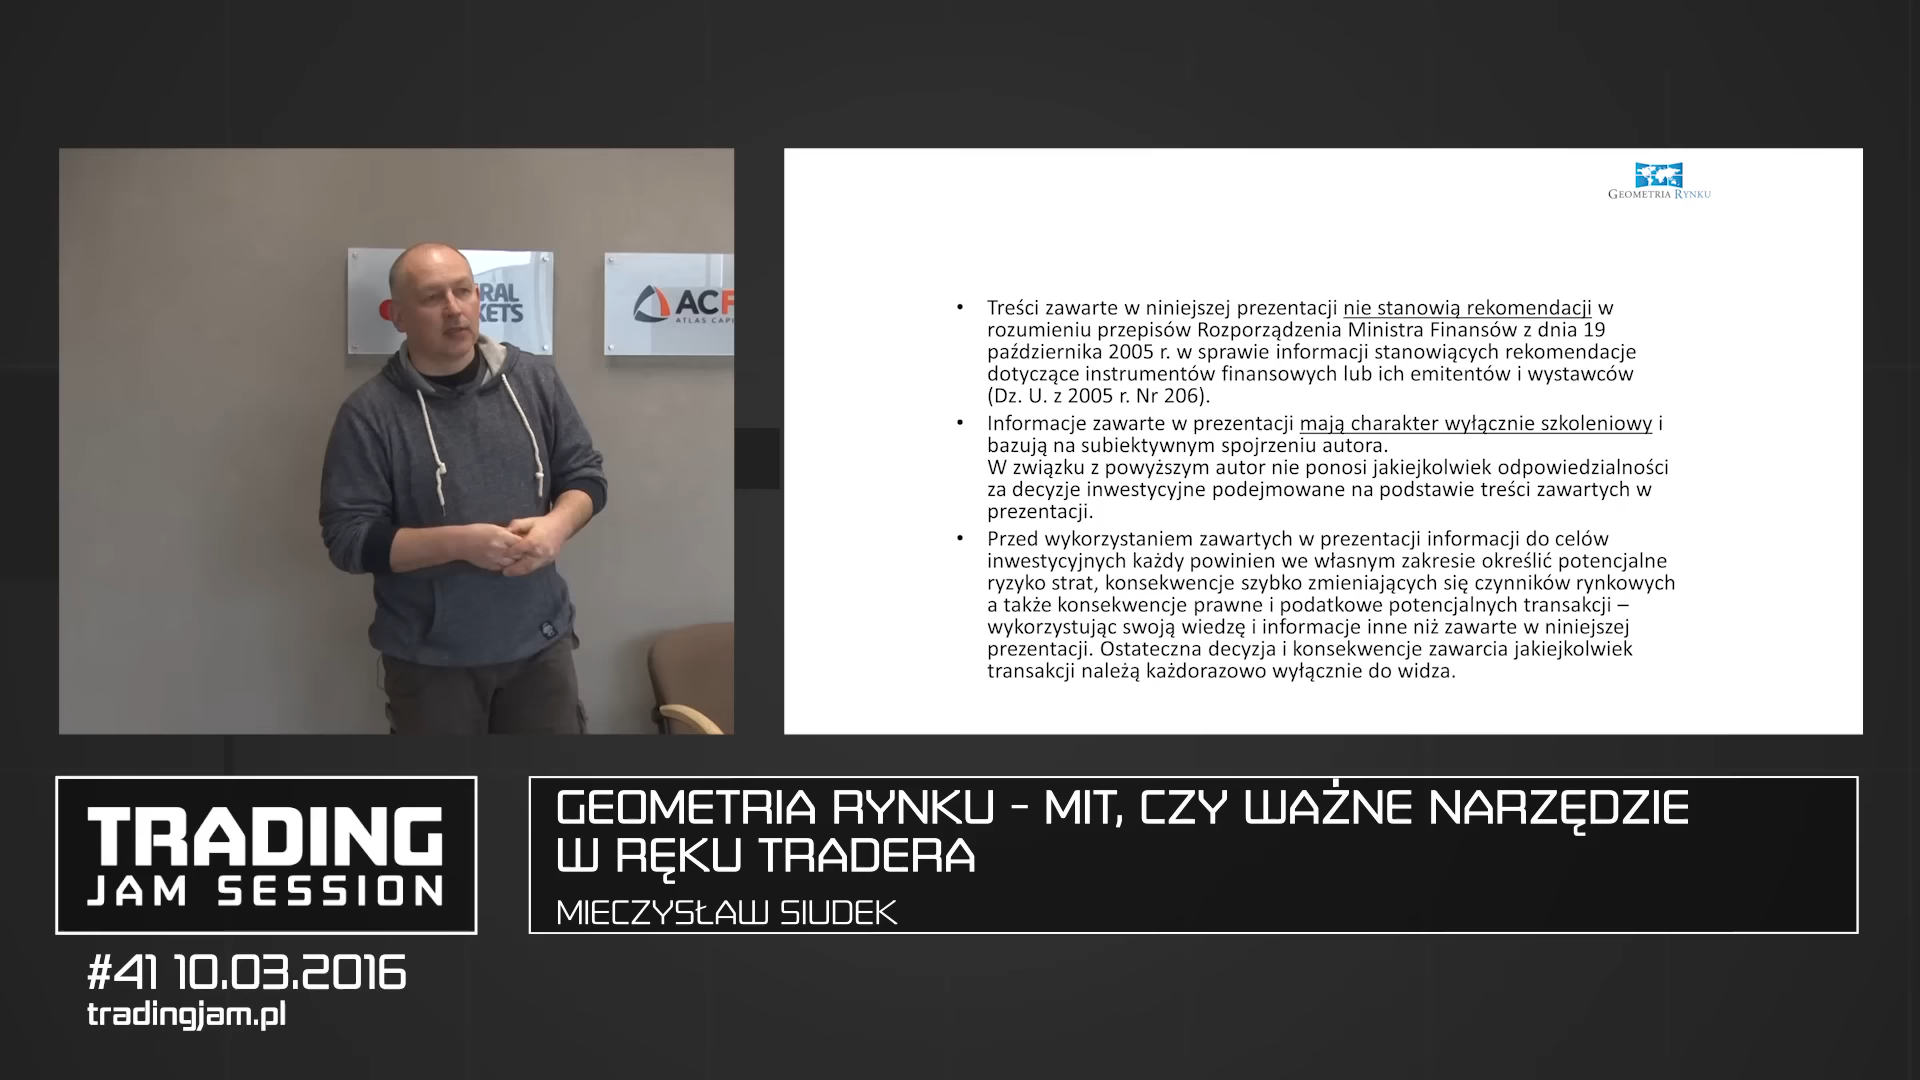 RAL
KETS
AC
ATLAS CAPI
GEOMETRIA RYNKU
• Treści zawarte w niniejszej prezentacji nie stanowią rekomendacji w
rozumieniu przepisów Rozporządzenia Ministra Finansów z dnia 19
października 2005 r. w sprawie informacji stanowiących rekomendacje
dotyczące instrumentów finansowych lub ich emitentów i wystawców
(Dz. U. z 2005 r. Nr 206).
• Informacje zawarte w prezentacji mają charakter wyłącznie szkoleniowy i
bazują na subiektywnym spojrzeniu autora.
W związku z powyższym autor nie ponosi jakiejkolwiek odpowiedzialności
za decyzje inwestycyjne podejmowane na podstawie treści zawartych w
prezentacji.
• Przed wykorzystaniem zawartych w prezentacji informacji do celów
inwestycyjnych każdy powinien we własnym zakresie określić potencjalne
ryzyko strat, konsekwencje szybko zmieniających się czynników rynkowych
a także konsekwencje prawne i podatkowe potencjalnych transakcji –
wykorzystując swoją wiedzę i informacje inne niż zawarte w niniejszej
prezentacji. Ostateczna decyzja i konsekwencje zawarcia jakiejkolwiek
transakcji należą każdorazowo wyłącznie do widza.
TRADING
JAM SESSION
#41 10.03.2016
tradingjam.pl
GEOMETRIA RYNKU - MIT, CZY WAŻNE NARZĘDZIE
W RĘKU TRADERA
MIECZYSŁAW SIUDEK